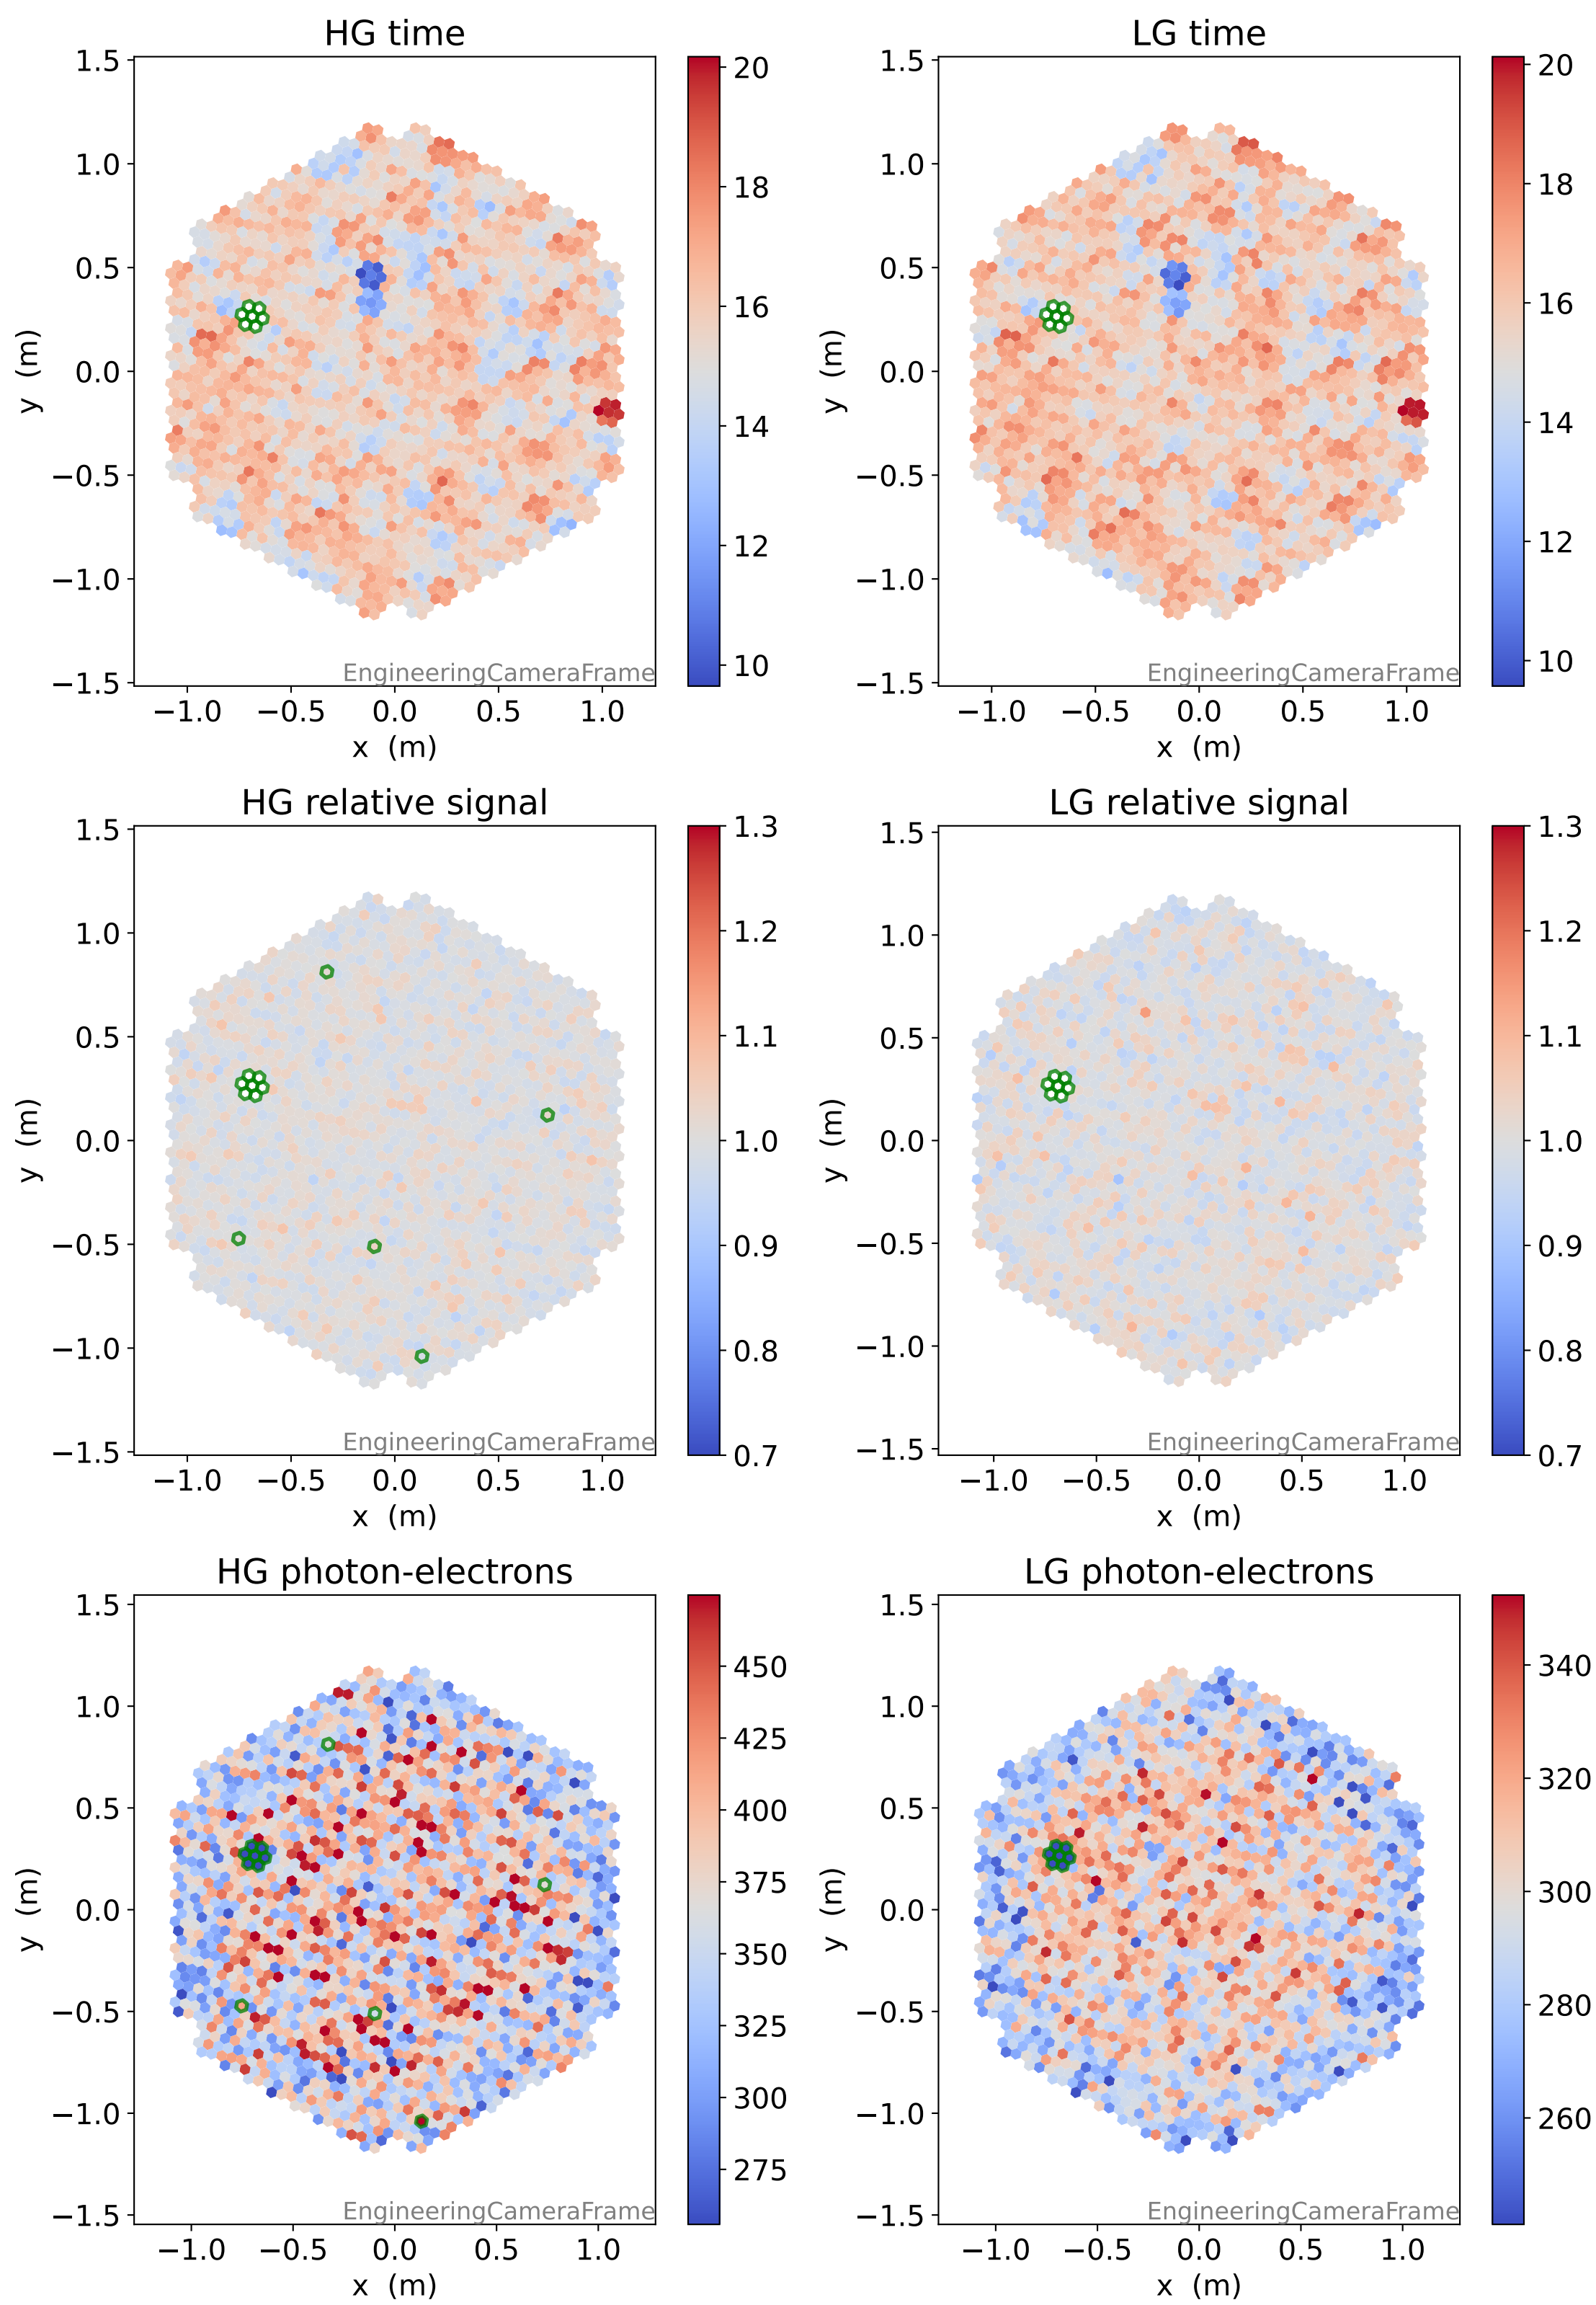 HG time
LG time
1.5
1.0
0.5
0.0
−0.5
−1.0
−1.5
y (m)
−1.0 −0.5 0.0 0.5 1.0
x (m)
EngineeringCameraFrame
20
18
16
14
12
10
1.5
1.0
0.5
0.0
−0.5
−1.0
−1.5
y (m)
−1.0 −0.5 0.0 0.5 1.0
x (m)
EngineeringCameraFrame
20
18
16
14
12
10
HG relative signal
LG relative signal
1.5
1.0
0.5
0.0
−0.5
−1.0
−1.5
y (m)
−1.0 −0.5 0.0 0.5 1.0
x (m)
EngineeringCameraFrame
1.3
1.2
1.1
1.0
0.9
0.8
0.7
1.5
1.0
0.5
0.0
−0.5
−1.0
−1.5
y (m)
−1.0 −0.5 0.0 0.5 1.0
x (m)
EngineeringCameraFrame
1.3
1.2
1.1
1.0
0.9
0.8
0.7
HG photon-electrons
LG photon-electrons
1.5
1.0
0.5
0.0
−0.5
−1.0
−1.5
y (m)
−1.0 −0.5 0.0 0.5 1.0
x (m)
EngineeringCameraFrame
450
425
400
375
350
325
300
275
1.5
1.0
0.5
0.0
−0.5
−1.0
−1.5
y (m)
−1.0 −0.5 0.0 0.5 1.0
x (m)
EngineeringCameraFrame
340
320
300
280
260